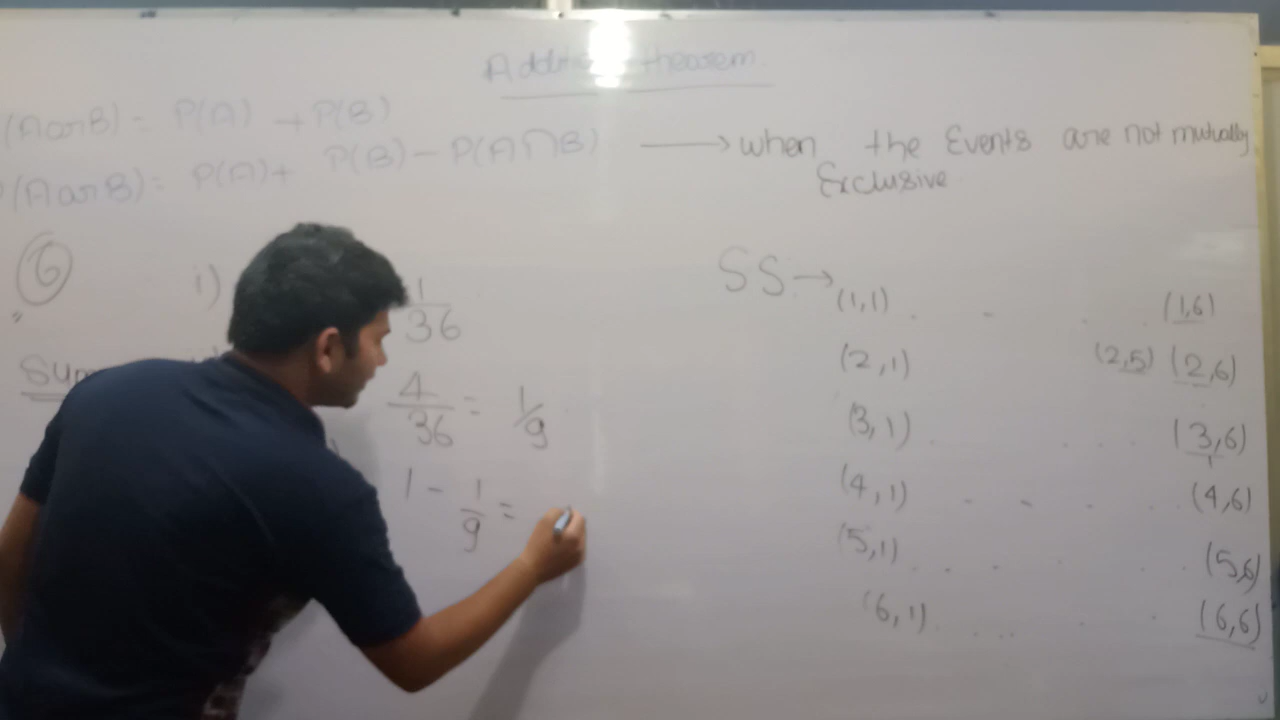 Addition theorem
(A or B) = P(A) + P(B)
P(A or B) = P(A) + P(B) - P(A∩B) → when the Events are not mutually
Exclusive
6
i) 1/36
4/36 = 1/9
1 - 1/9 =
SS → (1,1) . - . . (1,6)
(2,1) (2,5) (2,6)
(3,1) . . . . (3,6)
(4,1) - - . . (4,6)
(5,1) . . . . . (5,6)
(6,1) . ... . . (6,6)